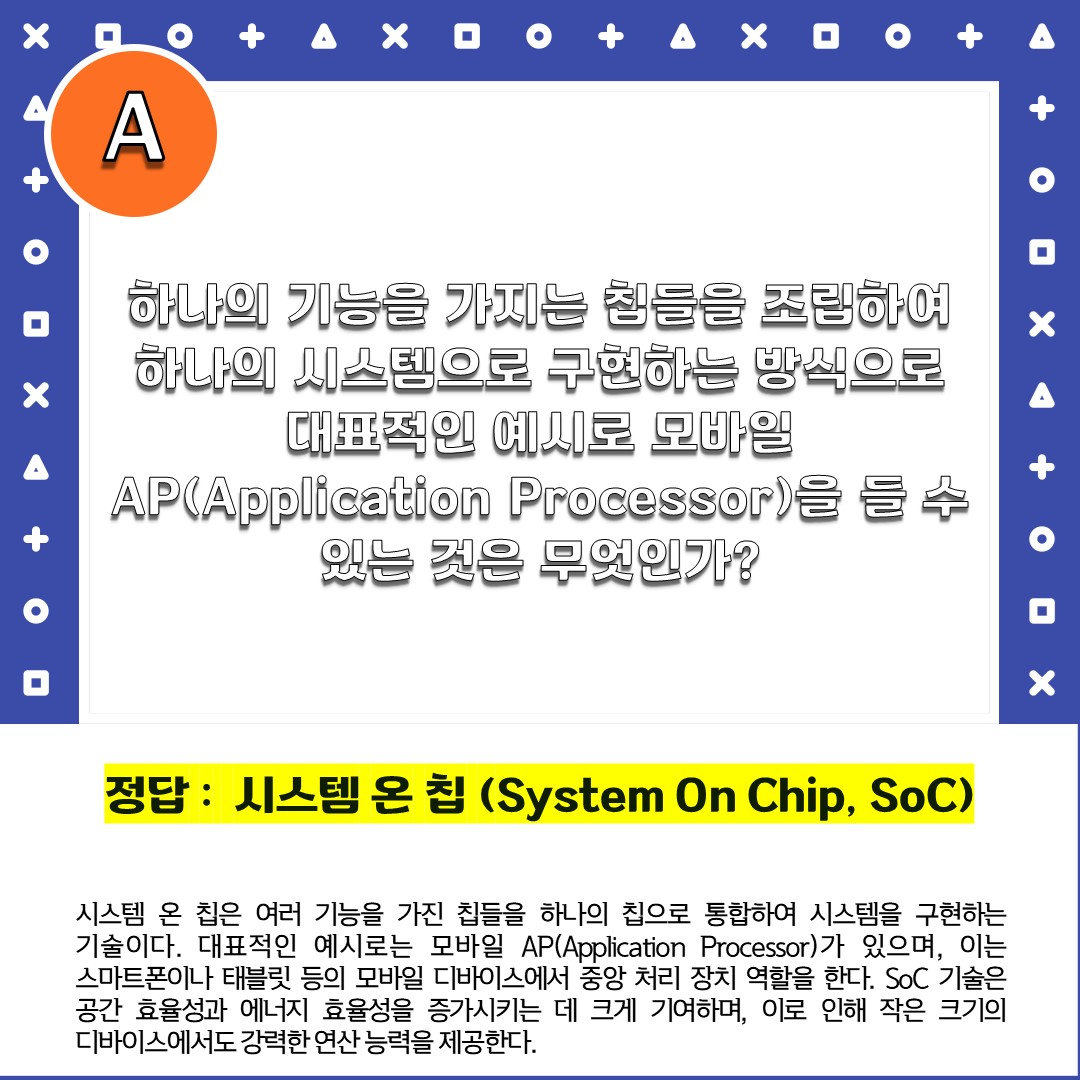 A
하나의 기능을 가지는 칩들을 조립하여
하나의 시스템으로 구현하는 방식으로
대표적인 예시로 모바일
AP(Application Processor)을 들 수
있는 것은 무엇인가?
정답 : 시스템 온 칩 (System On Chip, SoC)
시스템 온 칩은 여러 기능을 가진 칩들을 하나의 칩으로 통합하여 시스템을 구현하는
기술이다. 대표적인 예시로는 모바일 AP(Application Processor)가 있으며, 이는
스마트폰이나 태블릿 등의 모바일 디바이스에서 중앙 처리 장치 역할을 한다. SoC 기술은
공간 효율성과 에너지 효율성을 증가시키는 데 크게 기여하며, 이로 인해 작은 크기의
디바이스에서도 강력한 연산 능력을 제공한다.